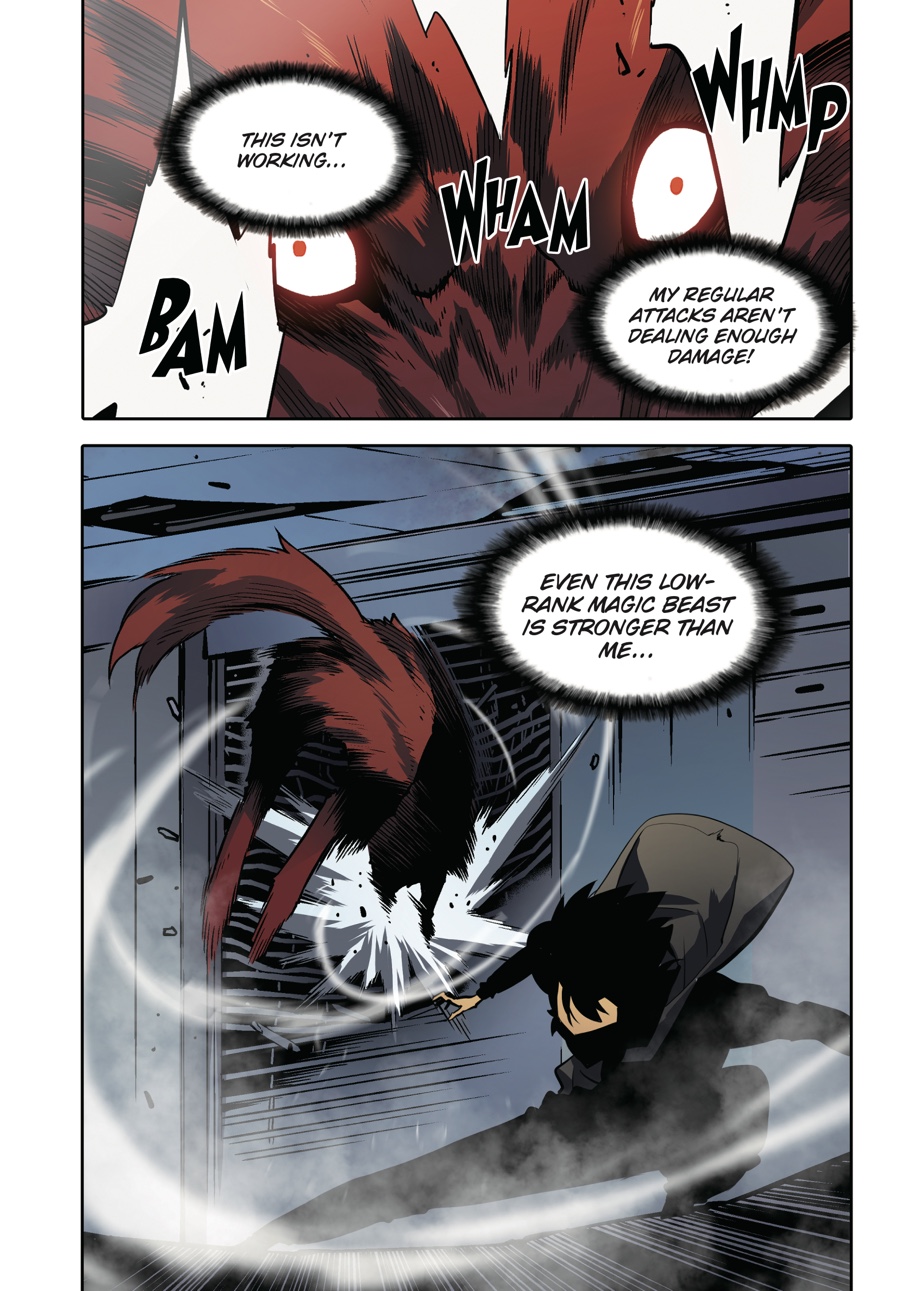 WHMP
THIS ISN'T
WORKING...
WHAM
BAM
MY REGULAR
ATTACKS AREN'T
DEALING ENOUGH
DAMAGE!
EVEN THIS LOW-
RANK MAGIC BEAST
IS STRONGER THAN
ME...